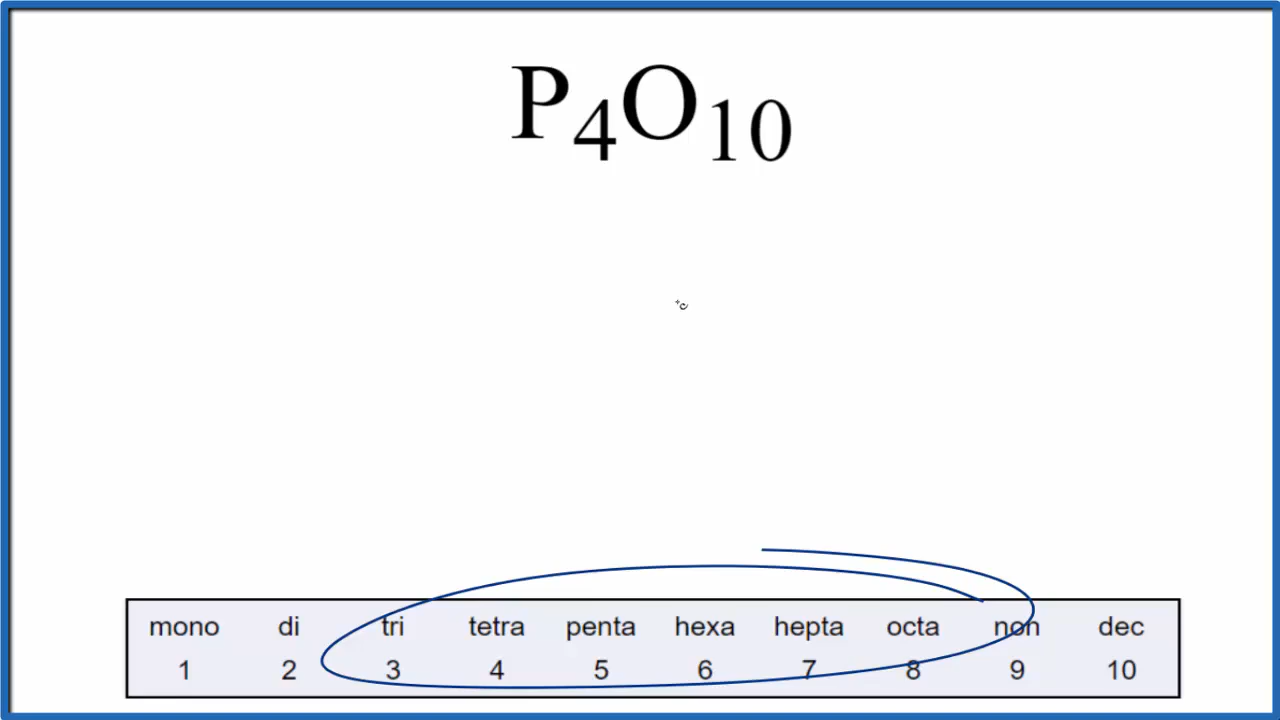 P₄O₁₀
mono di tri tetra penta hexa hepta octa non dec
1 2 3 4 5 6 7 8 9 10